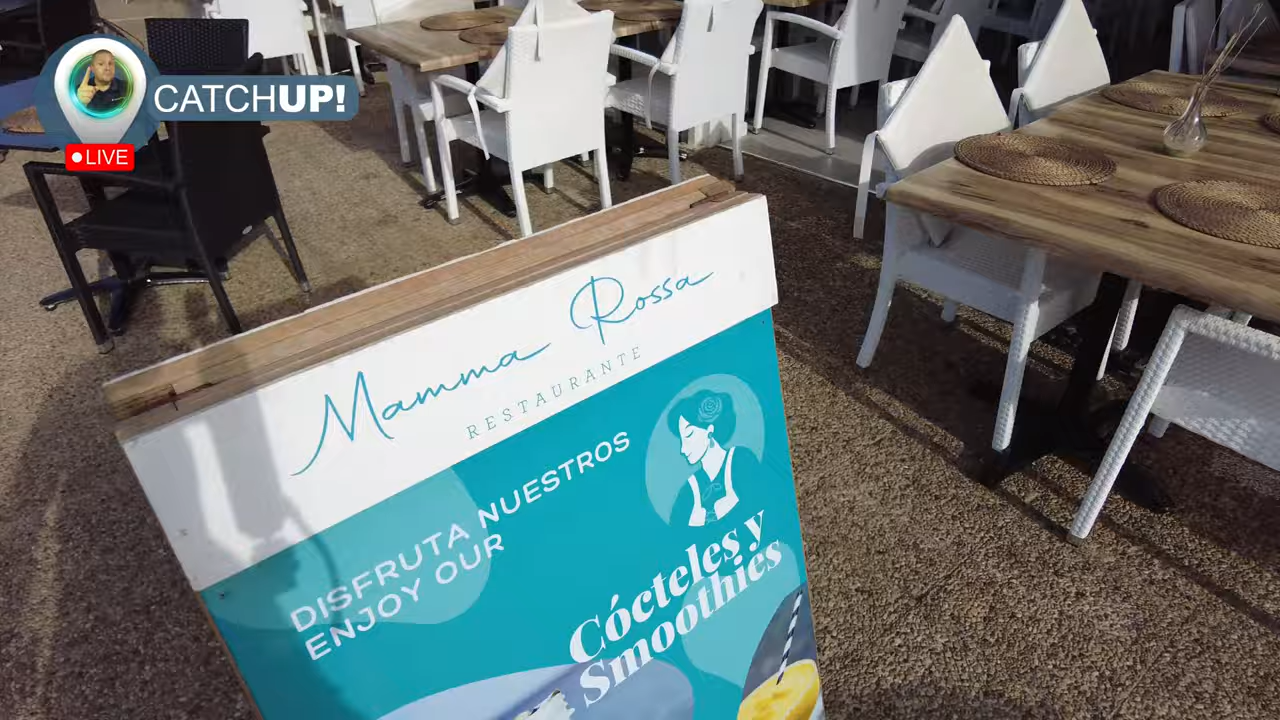 CATCHUP!
LIVE
Mamma Rossa
RESTAURANTE
DISFRUTA NUESTROS
ENJOY OUR
Cócteles y
Smoothies